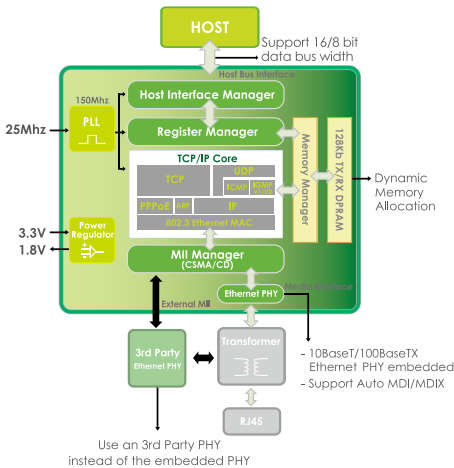 HOST
Support 16/8 bit
data bus width
Host Bus Interface
150Mhz
Host Interface Manager
PLL
25Mhz
Register Manager
TCP/IP Core
TCP
UDP
ICMP
IGMP
V1/V2
PPPoE
ARP
IP
802.3 Ethernet MAC
Memory Manager
128Kb TX/RX DPRAM
Dynamic
Memory
Allocation
3.3V
1.8V
Power
Regulator
MII Manager
(CSMA/CD)
Ethernet PHY
Media Interface
External MII
3rd Party
Ethernet PHY
Transformer
- 10BaseT/100BaseTX
Ethernet PHY embedded
- Support Auto MDI/MDIX
RJ45
Use an 3rd Party PHY
instead of the embedded PHY